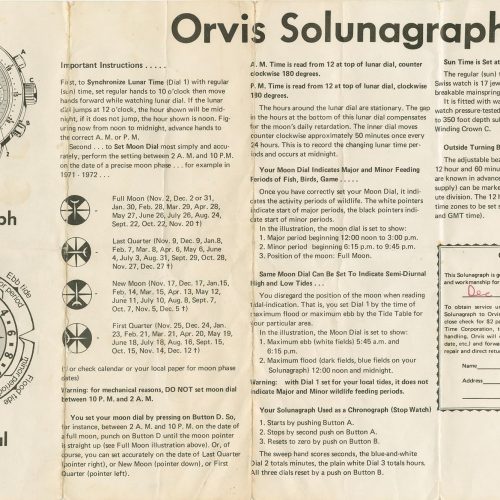 Orvis Solunagraph
Important Instructions . . . . .
First, to Synchronize Lunar Time (Dial 1) with regular
(sun) time, set regular hands to 10 o'clock then move
hands forward while watching lunar dial. If the lunar
dial jumps at 12 o'clock, the hour shown will be mid-
night, if it does not jump, the hour shown is noon. Fig-
uring now from noon to midnight, advance hands to
the correct A. M. or P. M.
Second . . . to Set Moon Dial most simply and accu-
rately, perform the setting between 2 A. M. and 10 P.M.
on the date of a precise moon phase . . . for example in
1971 - 1972 . . .
Full Moon (Nov. 2, Dec. 2 or 31,
Jan. 30, Feb. 28, Mar. 29, Apr. 28,
May 27, June 26, July 26, Aug. 24,
Sept. 22, Oct. 22, Nov. 20 †)
Last Quarter (Nov. 9, Dec. 9, Jan. 8,
Feb. 7, Mar. 8, Apr. 6, May 6, June
4, July 3, Aug. 31, Sept. 29, Oct. 28,
Nov. 27, Dec. 27 †)
New Moon (Nov. 17, Dec. 17, Jan. 15,
Feb. 14, Mar. 15, Apr. 13, May 12,
June 11, July 10, Aug. 8, Sept. 7,
Oct. 7, Nov. 5, Dec. 5 †)
First Quarter (Nov. 25, Dec. 24, Jan.
23, Feb. 21, Mar. 21, Apr. 20, May 19,
June 18, July 18, Aug. 16, Sept. 15,
Oct. 15, Nov. 14, Dec. 12 †)
(† or check calendar or your local paper for moon phase
dates)
Warning: for mechanical reasons, DO NOT set moon dial
between 10 P. M. and 2 A. M.
You set your moon dial by pressing on Button D. So,
for instance, between 2 A. M. and 10 P. M. on the date of
a full moon, punch on Button D until the moon pointer
is straight up (see Full Moon illustration above). Or, of
course, you can set accurately on the date of Last Quarter
(pointer right), or New Moon (pointer down), or First
Quarter (pointer left).
A. M. Time is read from 12 at top of lunar dial, counter
clockwise 180 degrees.
P. M. Time is read from 12 at top of lunar dial, clockwise
180 degrees.
The hours around the lunar dial are stationary. The gap
in the hours at the bottom of this lunar dial compensates
for the moon's daily retardation. The inner dial moves
counter clockwise approximately 50 minutes once every
24 hours. This is to record the changing lunar time per-
iods and occurs at midnight.
Your Moon Dial Indicates Major and Minor Feeding
Periods of Fish, Birds, Game . . . . .
Once you have correctly set your Moon Dial, it indi-
cates the activity periods of wildlife. The white pointers
indicate start of major periods, the black pointers indi-
cate start of minor periods.
In the illustration, the moon dial is set to show:
1. Major period beginning 12:00 noon to 3:00 p.m.
2. Minor period beginning 6:15 p.m. to 9:45 p.m.
3. Position of the moon: Full Moon.
Same Moon Dial Can Be Set To Indicate Semi-Diurnal
High and Low Tides . . .
You disregard the position of the moon when reading
tidal-indication. That is, you set Dial 1 by the time of
maximum flood or maximum ebb by the Tide Table for
your particular area.
In the illustration, the Moon Dial is set to show:
1. Maximum ebb (white fields) 5:45 a.m. and
6:15 p.m.
2. Maximum flood (dark fields, blue fields on your
Solunagraph) 12:00 noon and midnight.
Warning: with Dial 1 set for your local tides, it does not
indicate Major and Minor wildlife feeding periods.
Your Solunagraph Used as a Chronograph (Stop Watch)
1. Starts by pushing Button A.
2. Stops by second push on Button A.
3. Resets to zero by push on Button B.
The sweep hand scores seconds, the blue-and-white
Dial 2 totals minutes, the plain white Dial 3 totals hours.
All three dials reset by a push on Button B.
Sun Time is Set at
The regular (sun) t
Swiss watch is 17 jew
breakable mainspring
It is fitted with wa
watch pressure-tested
to 350 foot depth sub
Winding Crown C.
Outside Turning B
The adjustable bez
12 hour and 60 minu
are known in advance
supply) can be marke
ute division. The 12 H
time zones to be set s
and GMT time).
This Solunagraph is gu
and workmanship for
Dec
To obtain service u
Solunagraph to Orvis
close check for $2 pa
Time Corporation, n
handling. Orvis will
date, etc.) and forwar
repair and direct retur
Name
Address
A
C
B
ph
Ebb tide
Flood tide
al